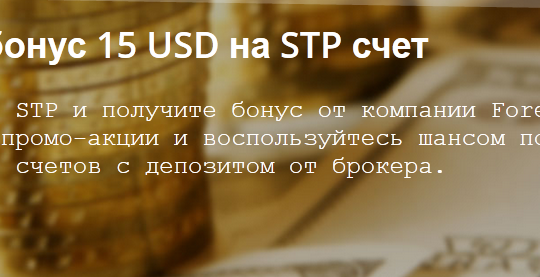 бонус 15 USD на STP счет
STP и получите бонус от компании Fore
промо-акции и воспользуйтесь шансом по
счетов с депозитом от брокера.